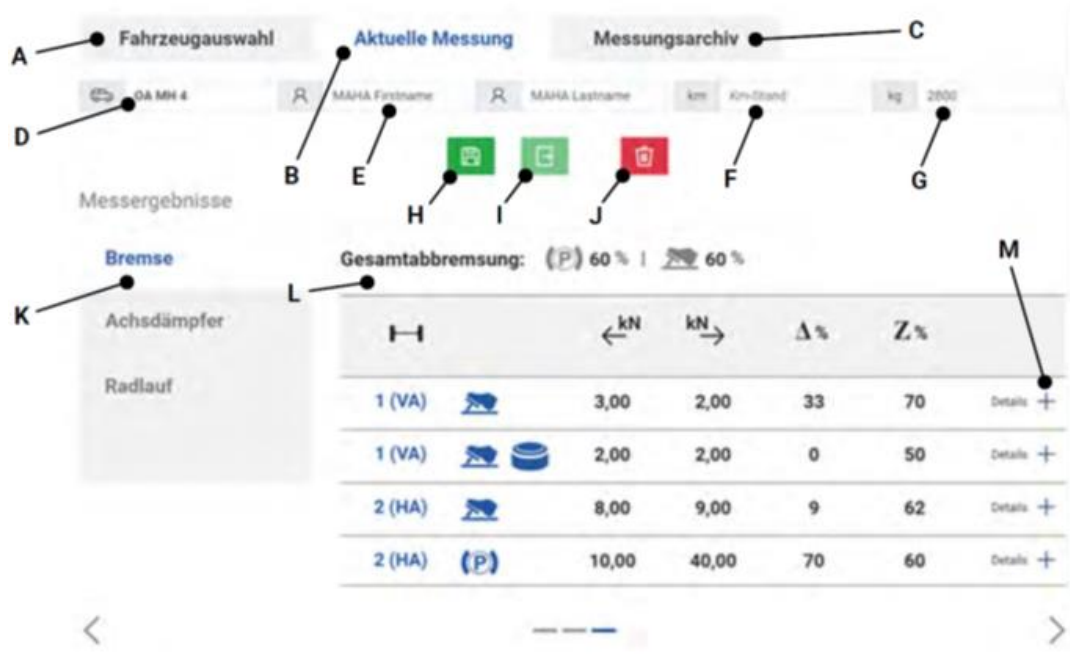 A Fahrzeugauswahl Aktuelle Messung Messungsarchiv C
D OA MH 4 MAHA Firstname MAHA Lastname km Km-Stand kg 2800
B E F G
H I J
Messergebnisse
Bremse Gesamtabbremsung: (P) 60 % | 60 % M
K L
Achsdämpfer kN kN Δ % Z %
Radlauf
1 (VA) 3,00 2,00 33 70 Details +
1 (VA) 2,00 2,00 0 50 Details +
2 (HA) 8,00 9,00 9 62 Details +
2 (HA) (P) 10,00 40,00 70 60 Details +